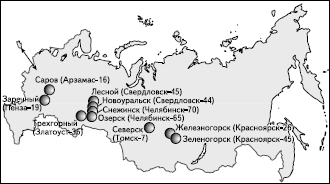 Саров (Арзамас-16)
Лесной (Свердловск-45)
Новоуральск (Свердловск-44)
Заречный
(Пенза-19)
Снежинск (Челябинск-70)
Озерск (Челябинск-65)
Трехгорный
(Златоуст-36)
Северск
(Томск-7)
Железногорск (Красноярск-26)
Зеленогорск (Красноярск-45)